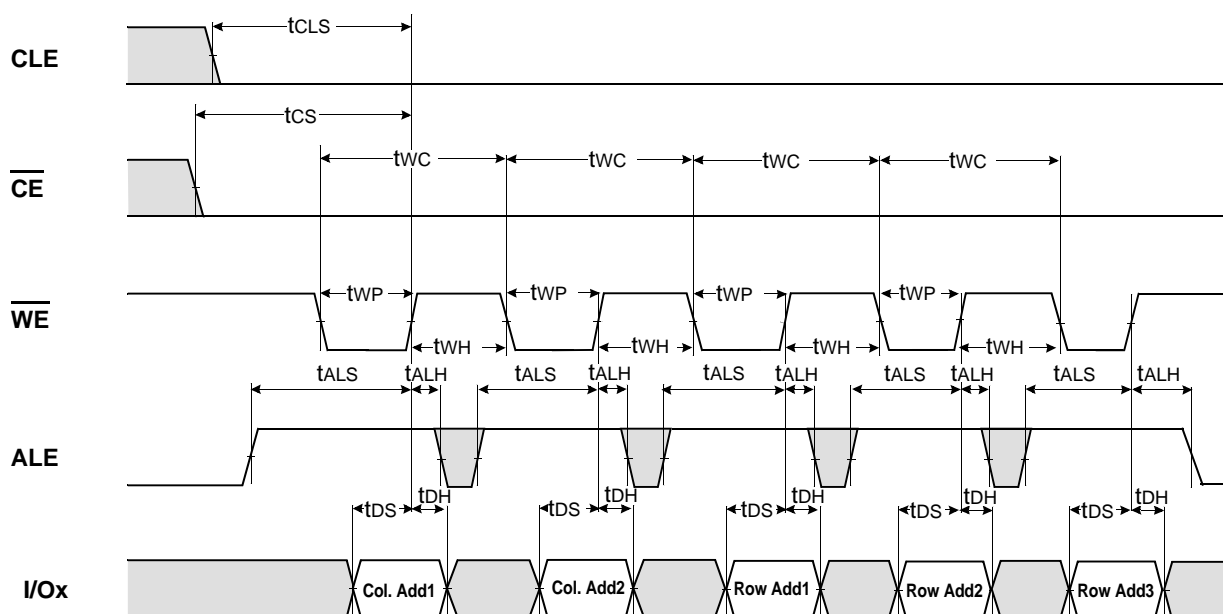 tCLS
CLE
tCS
tWC tWC tWC tWC
CE
tWP tWP tWP tWP
WE
tWH tWH tWH tWH
tALS tALH tALS tALH tALS tALH tALS tALH tALS tALH
ALE
tDS tDH tDS tDH tDS tDH tDS tDH tDS tDH
I/Ox Col. Add1 Col. Add2 Row Add1 Row Add2 Row Add3